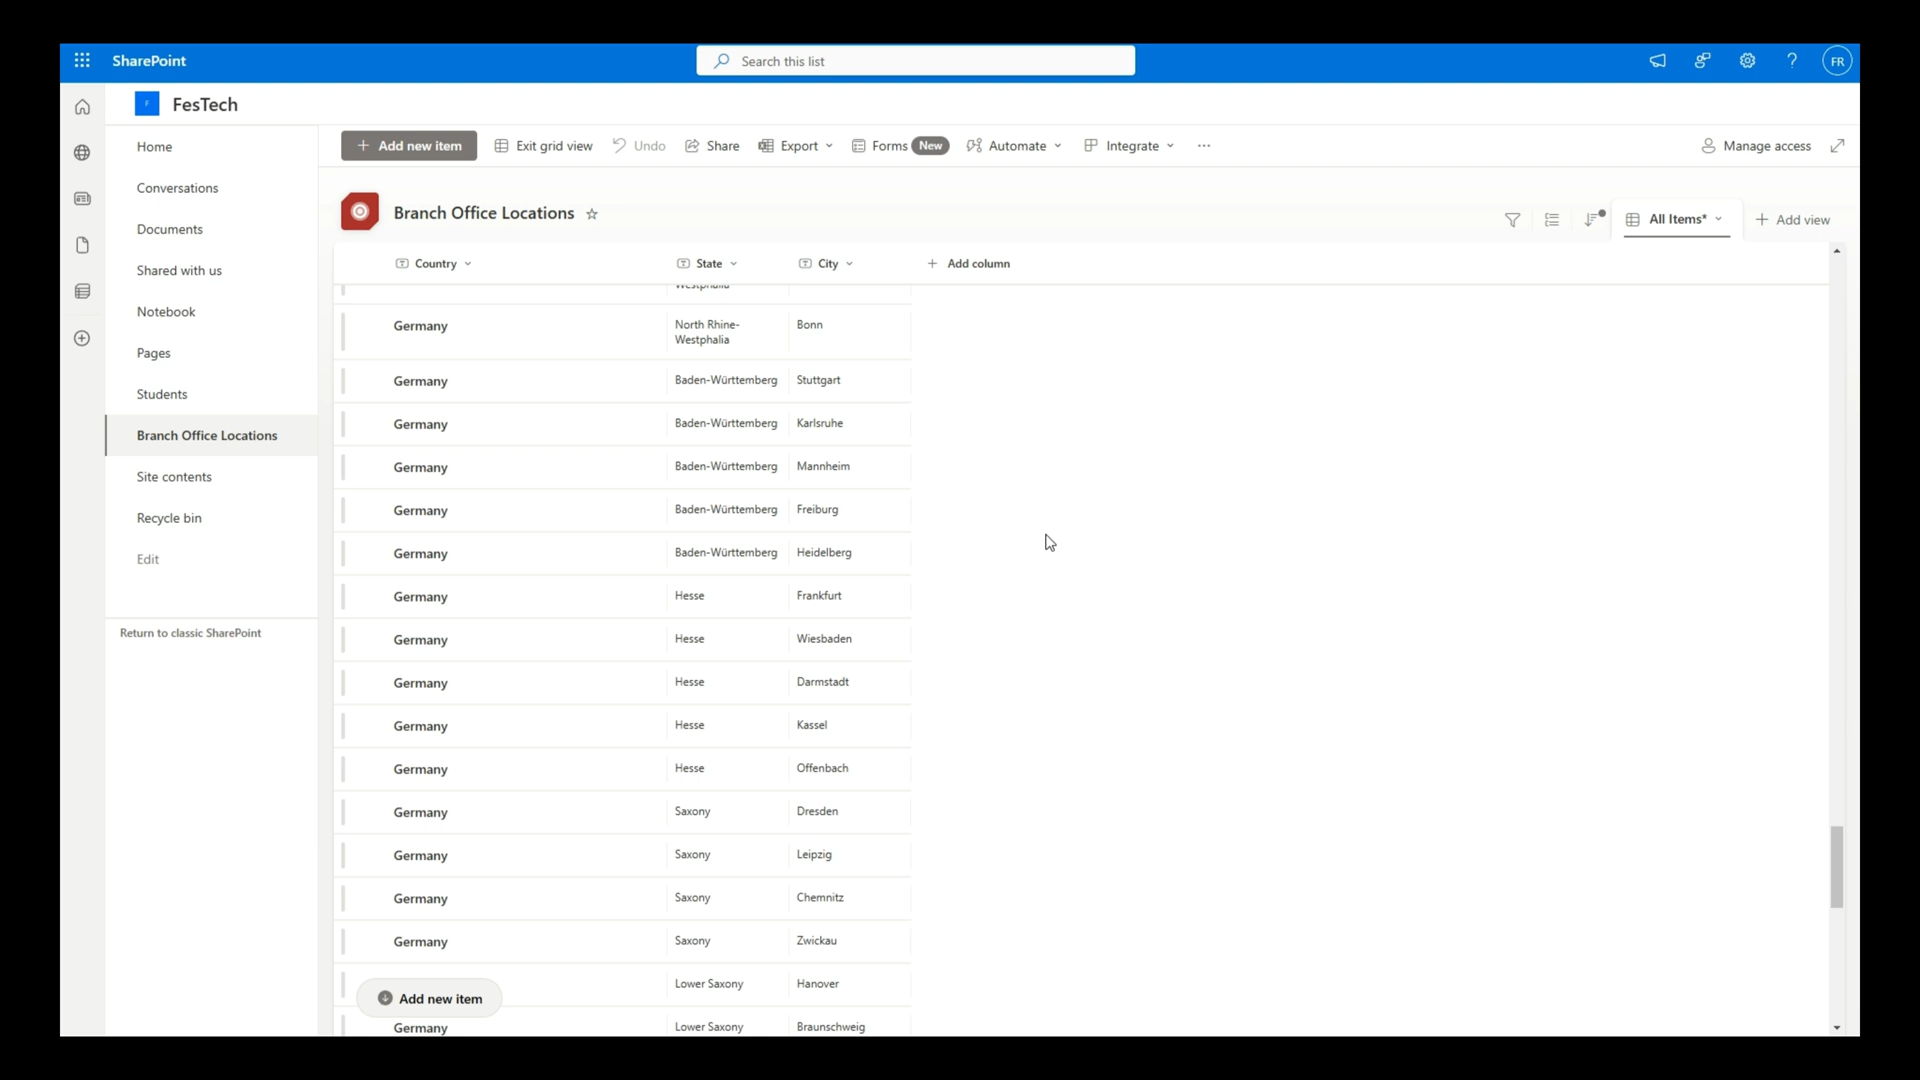 SharePoint
Search this list
FR
F
FesTech
Home
Conversations
Documents
Shared with us
Notebook
Pages
Students
Branch Office Locations
Site contents
Recycle bin
Edit
Return to classic SharePoint
+ Add new item Exit grid view Undo Share Export Forms New Automate Integrate ... Manage access
Branch Office Locations
All Items* + Add view
Country State City + Add column
Westphalia
Germany North Rhine-
Westphalia Bonn
Germany Baden-Württemberg Stuttgart
Germany Baden-Württemberg Karlsruhe
Germany Baden-Württemberg Mannheim
Germany Baden-Württemberg Freiburg
Germany Baden-Württemberg Heidelberg
Germany Hesse Frankfurt
Germany Hesse Wiesbaden
Germany Hesse Darmstadt
Germany Hesse Kassel
Germany Hesse Offenbach
Germany Saxony Dresden
Germany Saxony Leipzig
Germany Saxony Chemnitz
Germany Saxony Zwickau
Lower Saxony Hanover
Add new item
Germany Lower Saxony Braunschweig